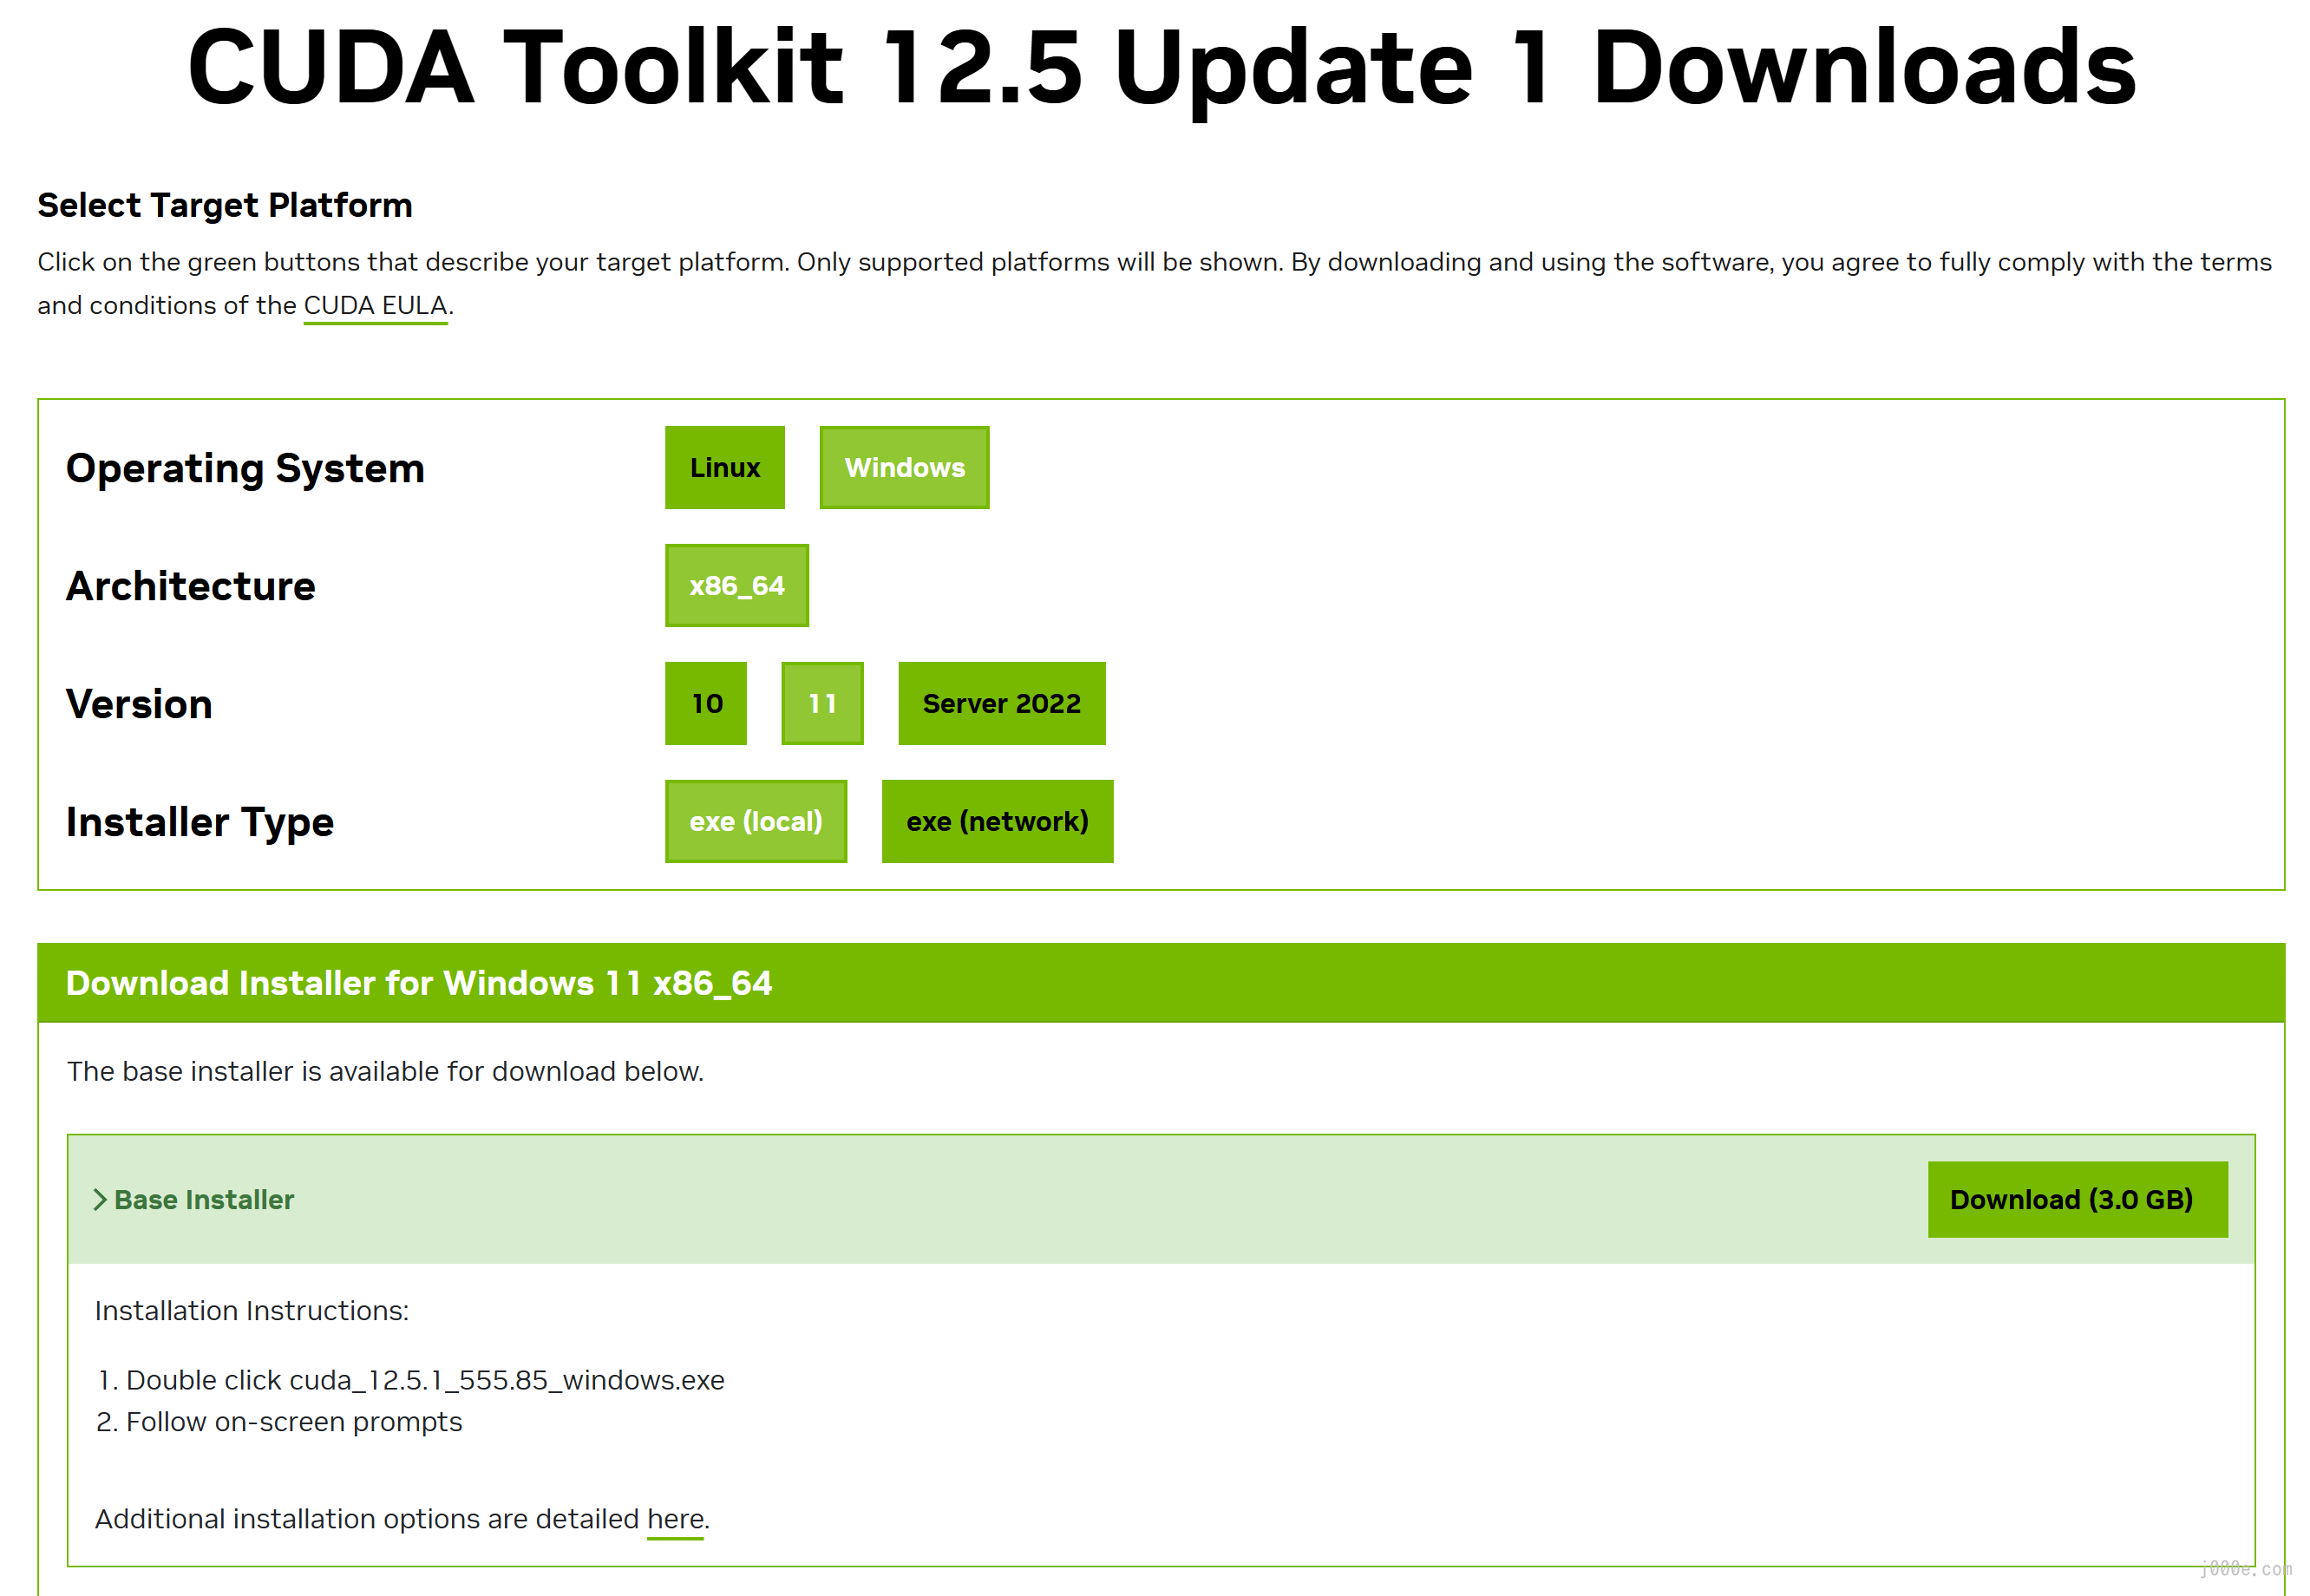 CUDA Toolkit 12.5 Update 1 Downloads
Select Target Platform
Click on the green buttons that describe your target platform. Only supported platforms will be shown. By downloading and using the software, you agree to fully comply with the terms
and conditions of the CUDA EULA.
Operating System
Linux
Windows
Architecture
x86_64
Version
10
11
Server 2022
Installer Type
exe (local)
exe (network)
Download Installer for Windows 11 x86_64
The base installer is available for download below.
Base Installer
Download (3.0 GB)
Installation Instructions:
1. Double click cuda_12.5.1_555.85_windows.exe
2. Follow on-screen prompts
Additional installation options are detailed here.
j000e.com